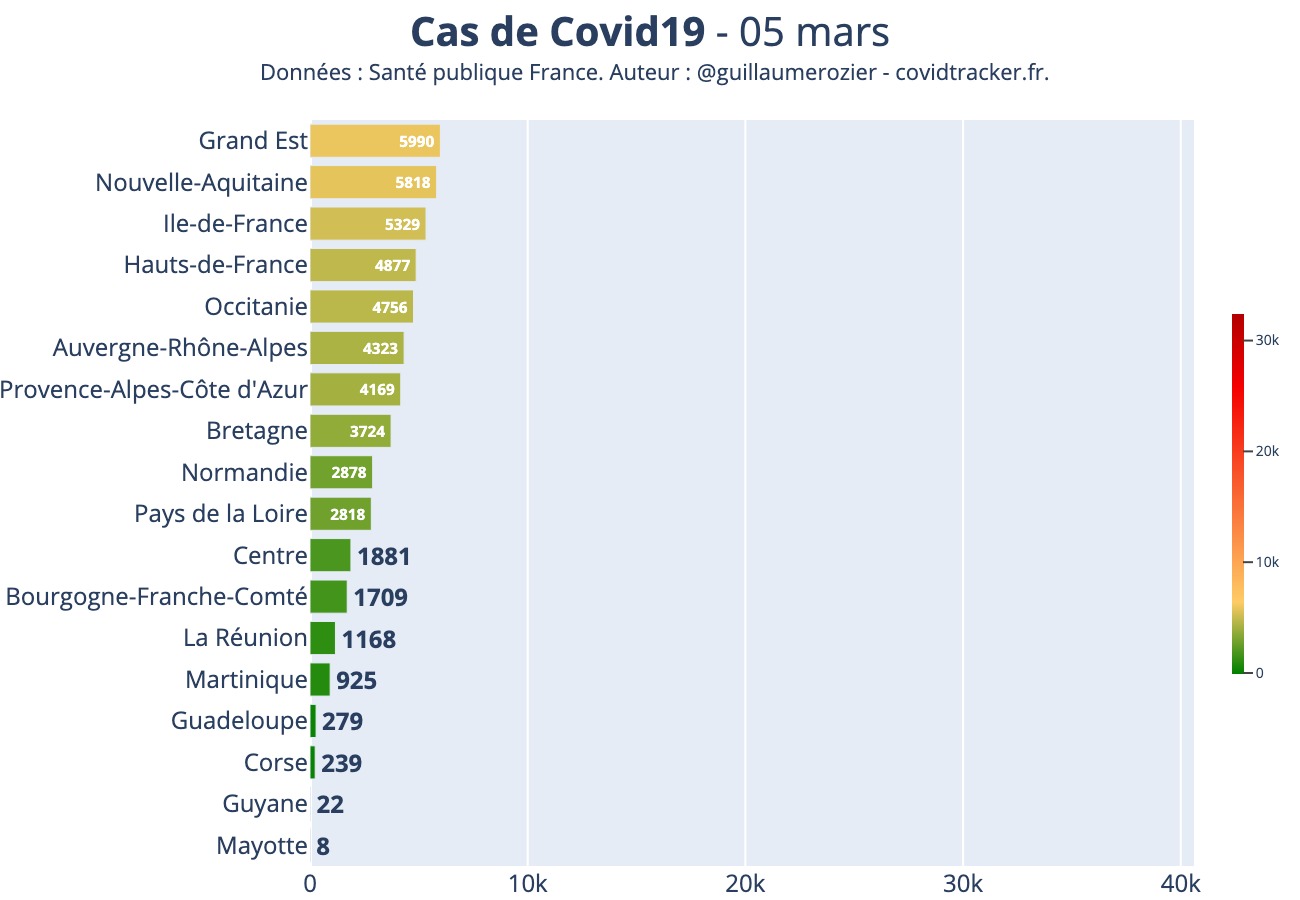 Cas de Covid19 - 05 mars
Données : Santé publique France. Auteur : @guillaumerozier - covidtracker.fr.
Grand Est 5990
Nouvelle-Aquitaine 5818
Ile-de-France 5329
Hauts-de-France 4877
Occitanie 4756
Auvergne-Rhône-Alpes 4323
Provence-Alpes-Côte d'Azur 4169
Bretagne 3724
Normandie 2878
Pays de la Loire 2818
Centre 1881
Bourgogne-Franche-Comté 1709
La Réunion 1168
Martinique 925
Guadeloupe 279
Corse 239
Guyane 22
Mayotte 8
0 10k 20k 30k 40k
30k
20k
10k
0